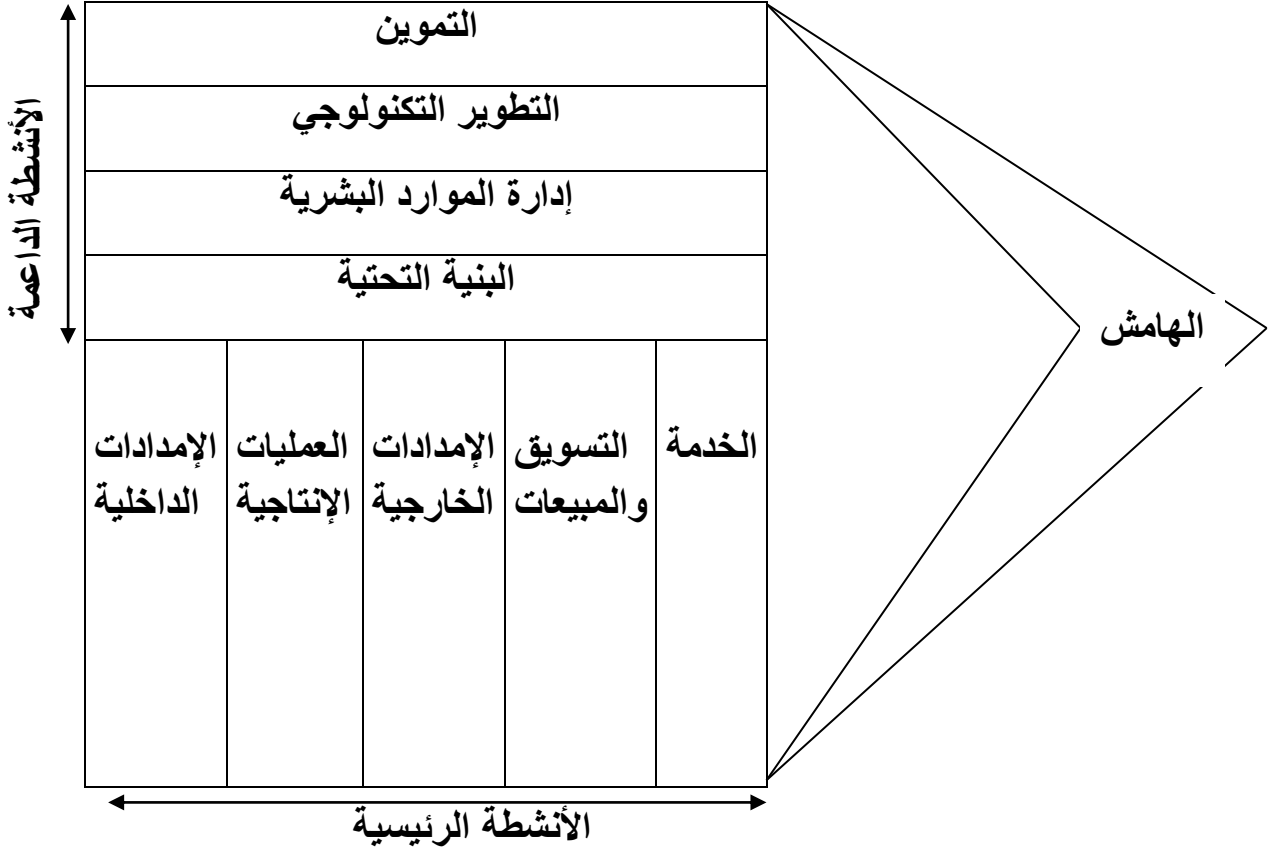 التموين
التطوير التكنولوجي
إدارة الموارد البشرية
البنية التحتية
الأنشطة الداعمة
الهامش
الإمدادات
الداخلية
العمليات
الإنتاجية
الإمدادات
الخارجية
التسويق
والمبيعات
الخدمة
الأنشطة الرئيسية